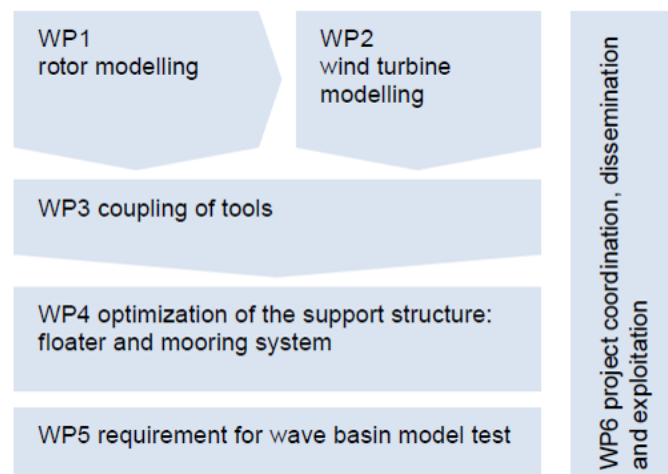 WP1
rotor modelling
WP2
wind turbine
modelling
WP3 coupling of tools
WP4 optimization of the support structure:
floater and mooring system
WP5 requirement for wave basin model test
WP6 project coordination, dissemination
and exploitation